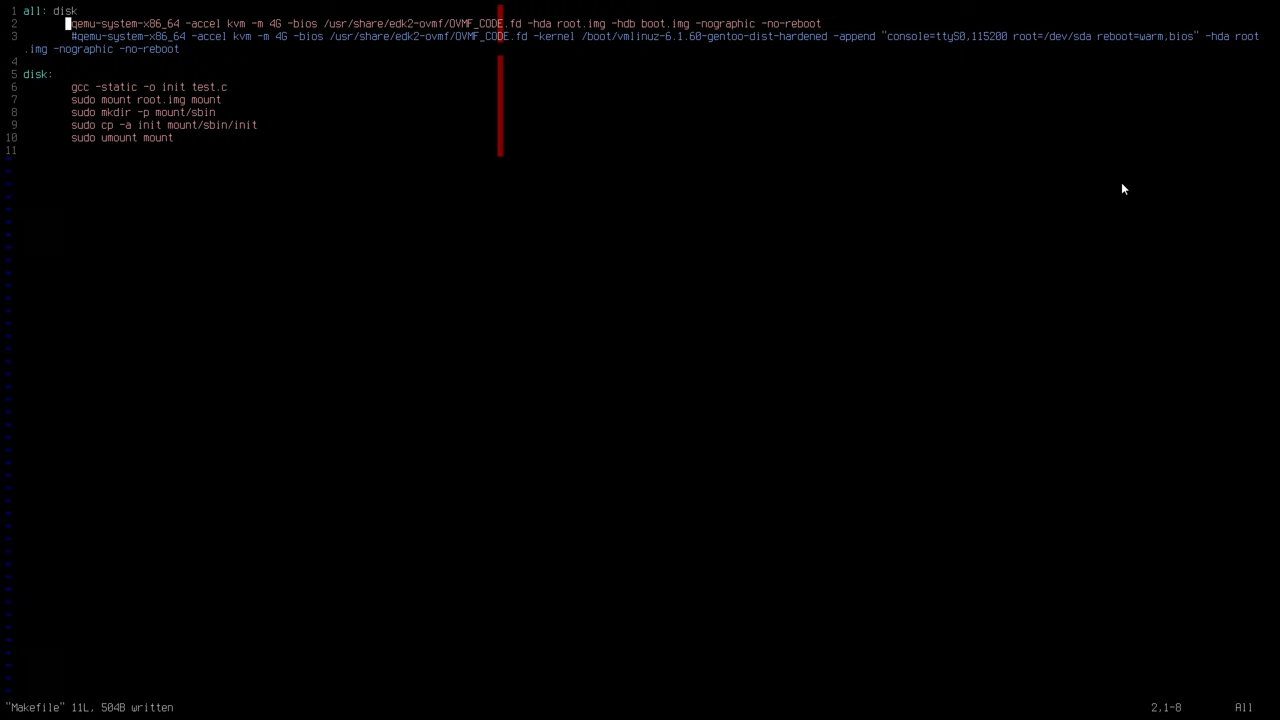 1 all: disk
2 qemu-system-x86_64 -accel kvm -m 4G -bios /usr/share/edk2-ovmf/OVMF_CODE.fd -hda root.img -hdb boot.img -nographic -no-reboot
3 #qemu-system-x86_64 -accel kvm -m 4G -bios /usr/share/edk2-ovmf/OVMF_CODE.fd -kernel /boot/vmlinuz-6.1.60-gentoo-dist-hardened -append "console=ttyS0,115200 root=/dev/sda reboot=warm,bios" -hda root
.img -nographic -no-reboot
4
5 disk:
6 gcc -static -o init test.c
7 sudo mount root.img mount
8 sudo mkdir -p mount/sbin
9 sudo cp -a init mount/sbin/init
10 sudo umount mount
11
"Makefile" 11L, 504B written 2,1-8 All